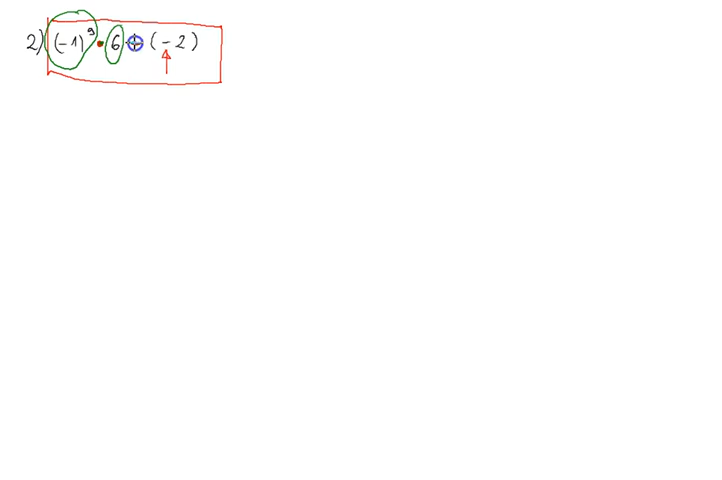 2) (-1)⁹ · 6 + (-2)